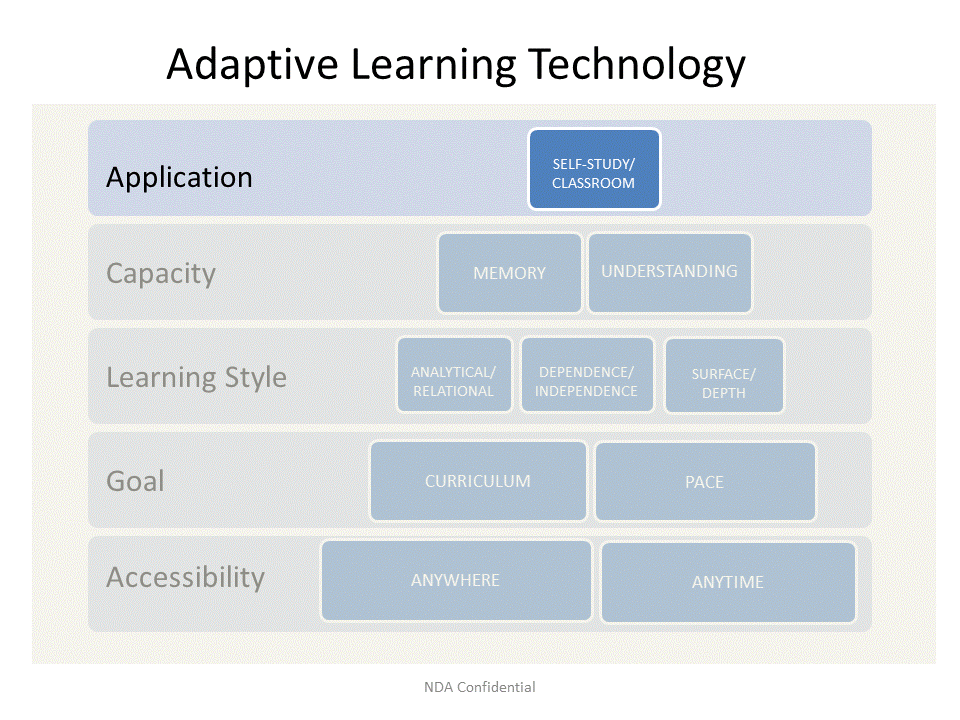 Adaptive Learning Technology
Application
SELF-STUDY/
CLASSROOM
Capacity
MEMORY
UNDERSTANDING
Learning Style
ANALYTICAL/
RELATIONAL
DEPENDENCE/
INDEPENDENCE
SURFACE/
DEPTH
Goal
CURRICULUM
PACE
Accessibility
ANYWHERE
ANYTIME
NDA Confidential